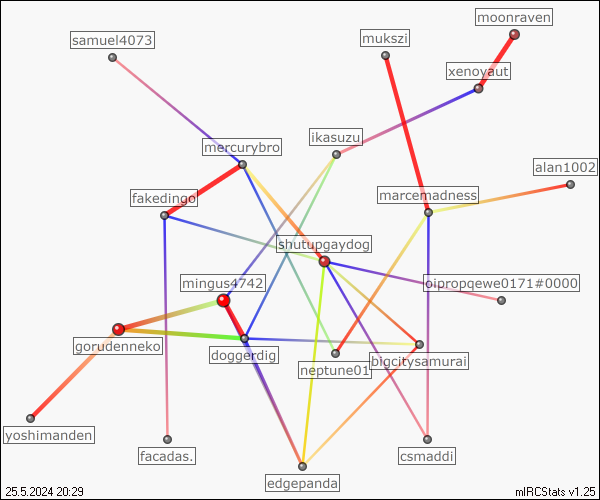 moonraven
samuel4073
mukszi
xenoyaut
ikasuzu
mercurybro
alan1002
fakedingo
marcemadness
shutupgaydog
mingus4742
oipropqewe0171#0000
gorudenneko
doggerdig
bigcitysamurai
neptune01
yoshimanden
facadas.
csmaddi
edgepanda
25.5.2024 20:29
mIRCStats v1.25